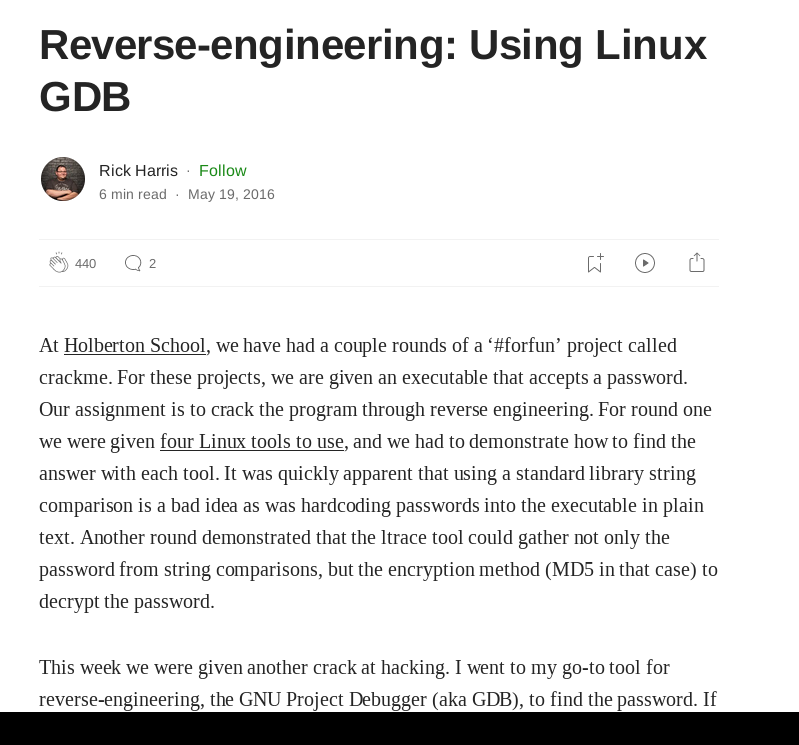 Reverse-engineering: Using Linux
GDB
Rick Harris · Follow
6 min read · May 19, 2016
440 2
At Holberton School, we have had a couple rounds of a ‘#forfun’ project called
crackme. For these projects, we are given an executable that accepts a password.
Our assignment is to crack the program through reverse engineering. For round one
we were given four Linux tools to use, and we had to demonstrate how to find the
answer with each tool. It was quickly apparent that using a standard library string
comparison is a bad idea as was hardcoding passwords into the executable in plain
text. Another round demonstrated that the ltrace tool could gather not only the
password from string comparisons, but the encryption method (MD5 in that case) to
decrypt the password.
This week we were given another crack at hacking. I went to my go-to tool for
reverse-engineering, the GNU Project Debugger (aka GDB), to find the password. If